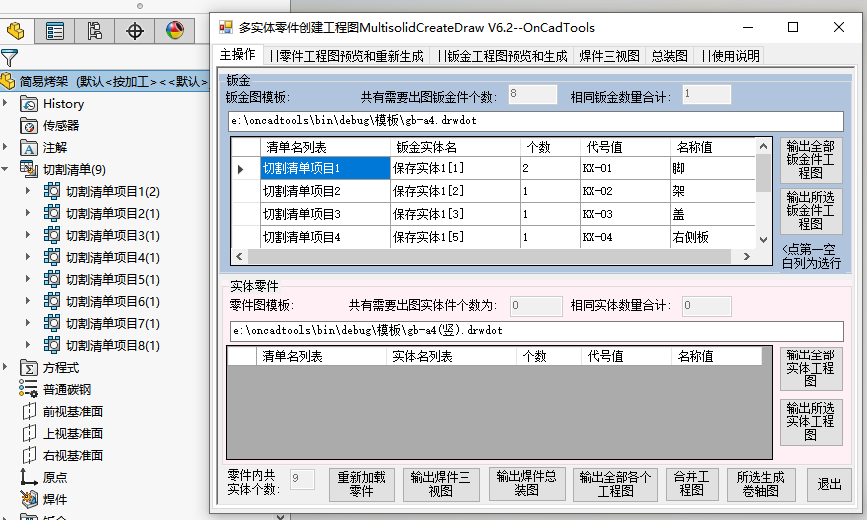 多实体零件创建工程图MultisolidCreateDraw V6.2--OnCadTools
主操作 ||零件工程图预览和重新生成 ||钣金工程图预览和生成 焊件三视图 总装图 ||使用说明
简易烤架 (默认<按加工><<默认>
History
传感器
注解
切割清单(9)
切割清单项目1(2)
切割清单项目2(1)
切割清单项目3(1)
切割清单项目4(1)
切割清单项目5(1)
切割清单项目6(1)
切割清单项目7(1)
切割清单项目8(1)
方程式
普通碳钢
前视基准面
上视基准面
右视基准面
原点
焊件
钣金
钣金图模板: 共有需要出图钣金件个数: 8 相同钣金数量合计: 1
e:\oncadtools\bin\debug\模板\gb-a4.drwdot
清单名列表 钣金实体名 个数 代号值 名称值
切割清单项目1 保存实体1[1] 2 KX-01 脚
切割清单项目2 保存实体1[2] 1 KX-02 架
切割清单项目3 保存实体1[3] 1 KX-03 盖
切割清单项目4 保存实体1[5] 1 KX-04 右侧板
输出全部
钣金件工
程图
输出所选
钣金件工
程图
<点第一空
白列为选行
实体零件
零件图模板: 共有需要出图实体件个数为: 0 相同实体数量合计: 0
e:\oncadtools\bin\debug\模板\gb-a4(竖).drwdot
清单名列表 实体名列表 个数 代号值 名称值
输出全部
实体工程
图
输出所选
实体工程
图
零件内共
实体个数: 9
重新加载
零件
输出焊件三
视图
输出焊件总
装图
输出全部各个
工程图
合并工
程图
所选生成
卷轴图
退出